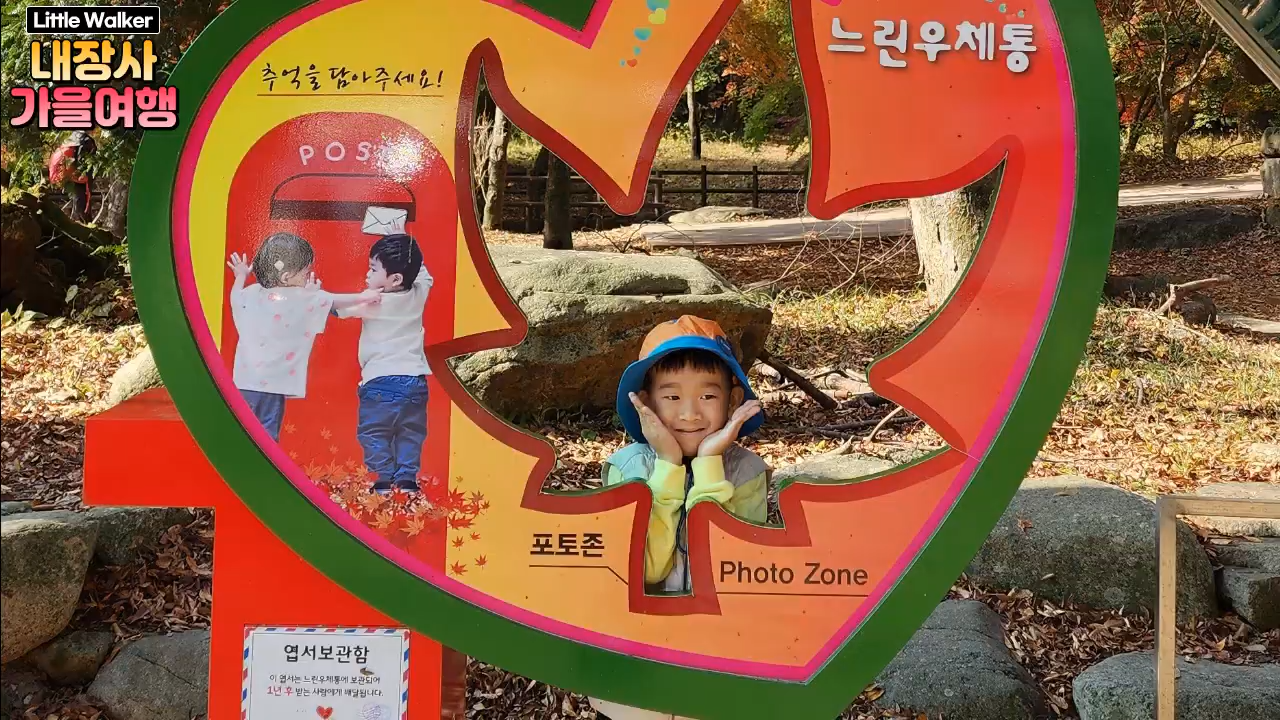 Little Walker
내장사
가을여행
느린우체통
추억을 담아주세요!
POS
포토존
Photo Zone
엽서보관함
이 엽서는 느린우체통에 보관되어
1년 후 받는 사람에게 배달됩니다.